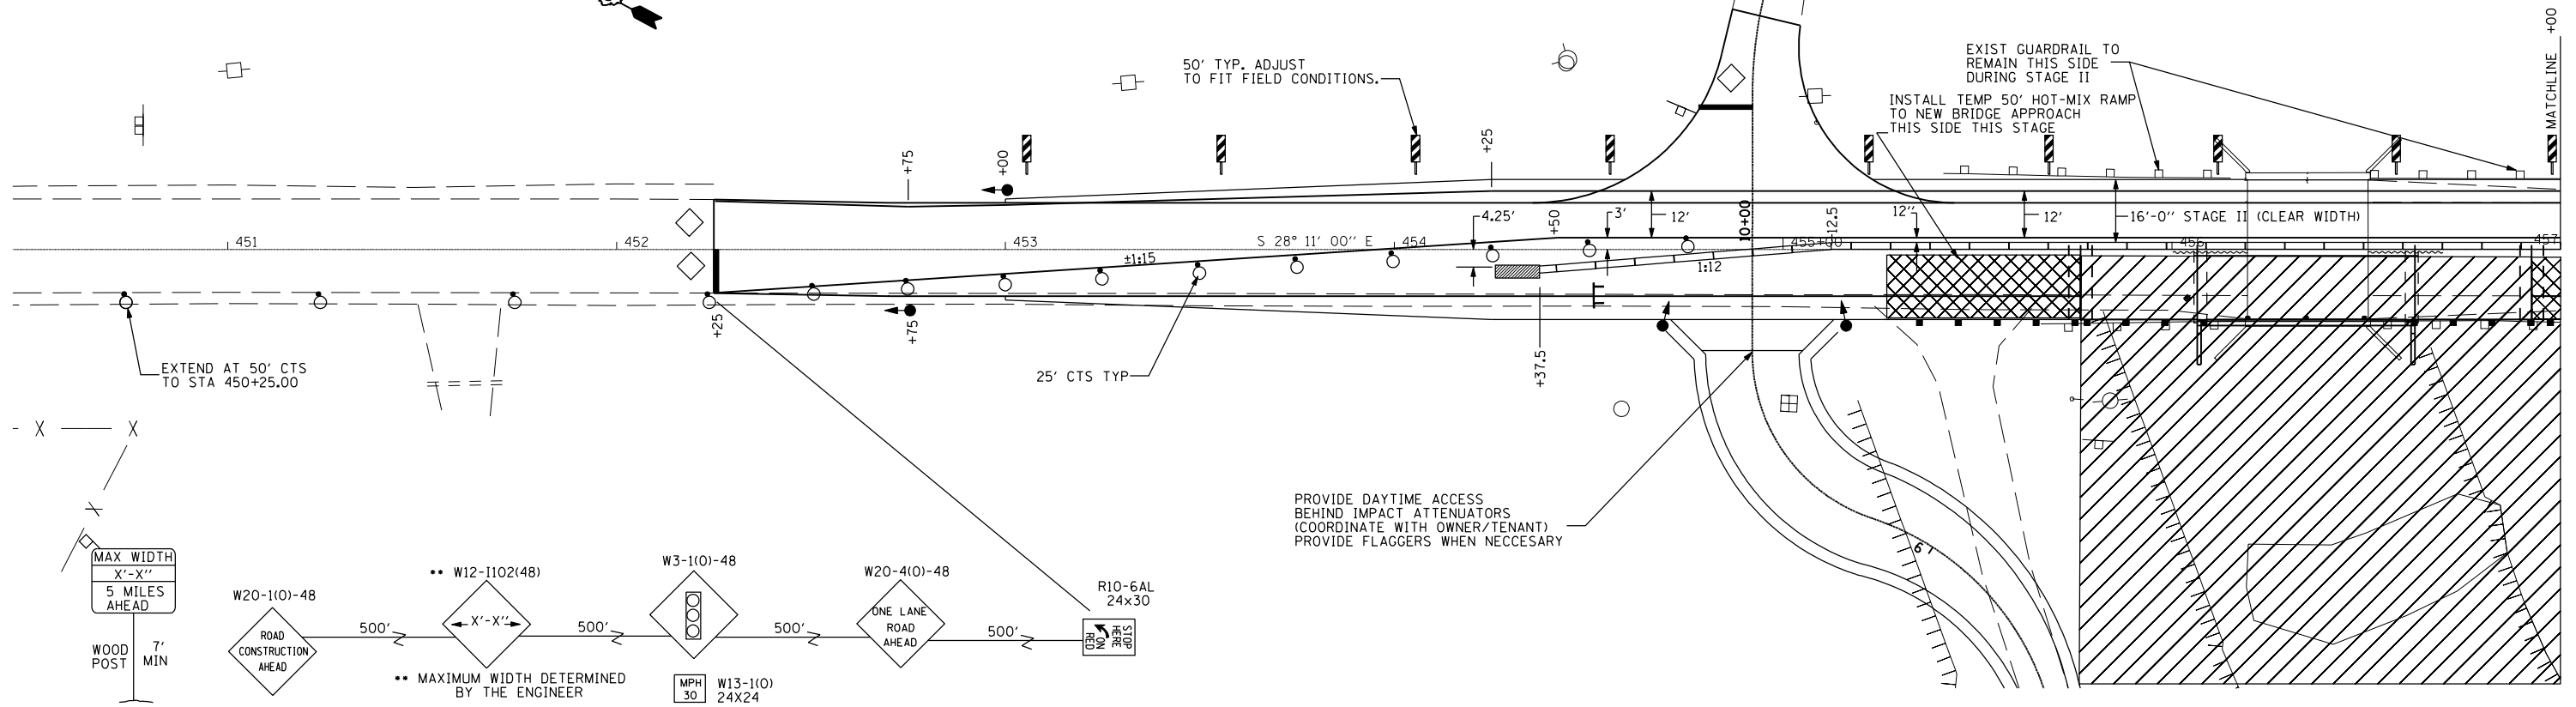 50' TYP. ADJUST
TO FIT FIELD CONDITIONS.
EXIST GUARDRAIL TO
REMAIN THIS SIDE
DURING STAGE II
INSTALL TEMP 50' HOT-MIX RAMP
TO NEW BRIDGE APPROACH
THIS SIDE THIS STAGE
MATCHLINE +00
+75
+00
+25
451
452
453
S 28° 11' 00" E
454
4.25'
+50
3'
12'
10+00
455+00
+12.5
12"
12'
16'-0" STAGE II (CLEAR WIDTH)
456
457
±1:15
1:12
+25
+75
25' CTS TYP
+37.5
EXTEND AT 50' CTS
TO STA 450+25.00
X
X
X
PROVIDE DAYTIME ACCESS
BEHIND IMPACT ATTENUATORS
(COORDINATE WITH OWNER/TENANT)
PROVIDE FLAGGERS WHEN NECCESARY
6'
MAX WIDTH
X'-X"
5 MILES
AHEAD
WOOD
POST
7'
MIN
W20-1(O)-48
ROAD
CONSTRUCTION
AHEAD
500'
** W12-I102(48)
X'-X"
** MAXIMUM WIDTH DETERMINED
BY THE ENGINEER
500'
W3-1(O)-48
MPH
30
W13-1(O)
24X24
500'
W20-4(O)-48
ONE LANE
ROAD
AHEAD
500'
R10-6AL
24x30
STOP
HERE
ON
RED